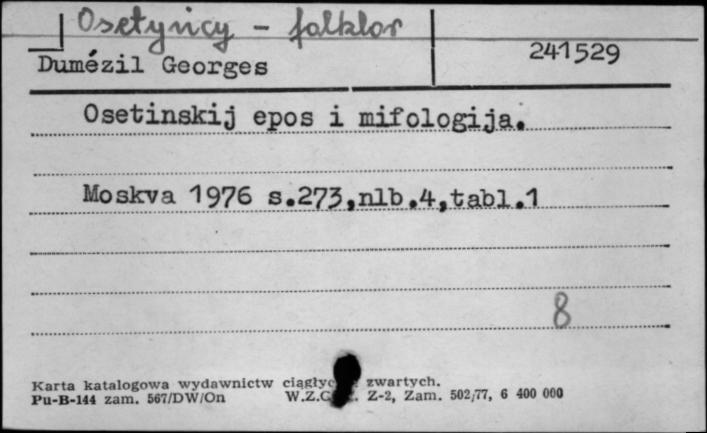 Osetyńcy - folklor
241529
Dumézil Georges
Osetinskij epos i mifologija.
Moskva 1976 s.273,nlb.4,tabl.1
8
Karta katalogowa wydawnictw zwartych.
Pu-B-144 zam. 567/DW/On W.Z.G. Z-2, Zam. 502/77, 6 400 000